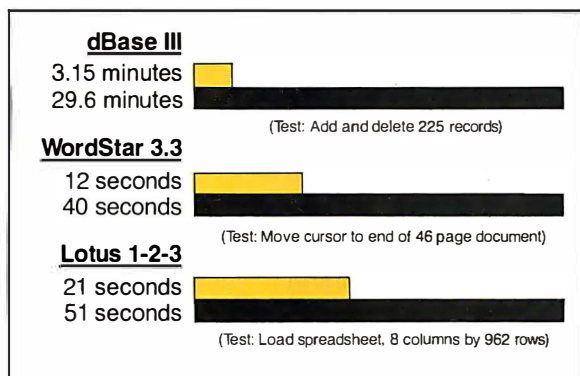 dBase III
3.15 minutes
29.6 minutes
(Test: Add and delete 225 records)
WordStar 3.3
12 seconds
40 seconds
(Test: Move cursor to end of 46 page document)
Lotus 1-2-3
21 seconds
51 seconds
(Test: Load spreadsheet, 8 columns by 962 rows)